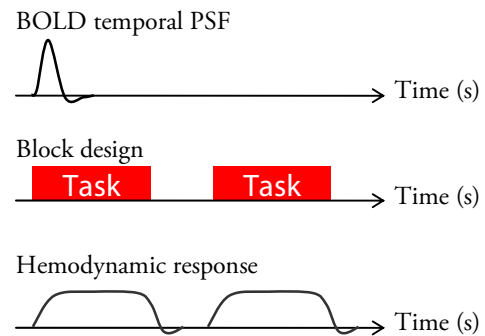 BOLD temporal PSF
Time (s)
Block design
Task Task
Time (s)
Hemodynamic response
Time (s)